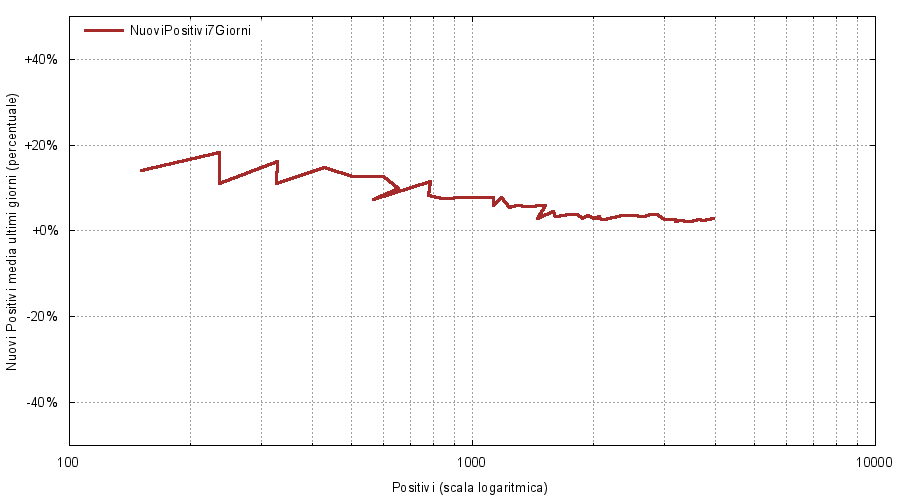 NuoviPositivi7Giorni
+40%
+20%
+0%
-20%
-40%
Nuovi Positivi media ultimi giorni (percentuale)
100 1000 10000
Positivi (scala logaritmica)